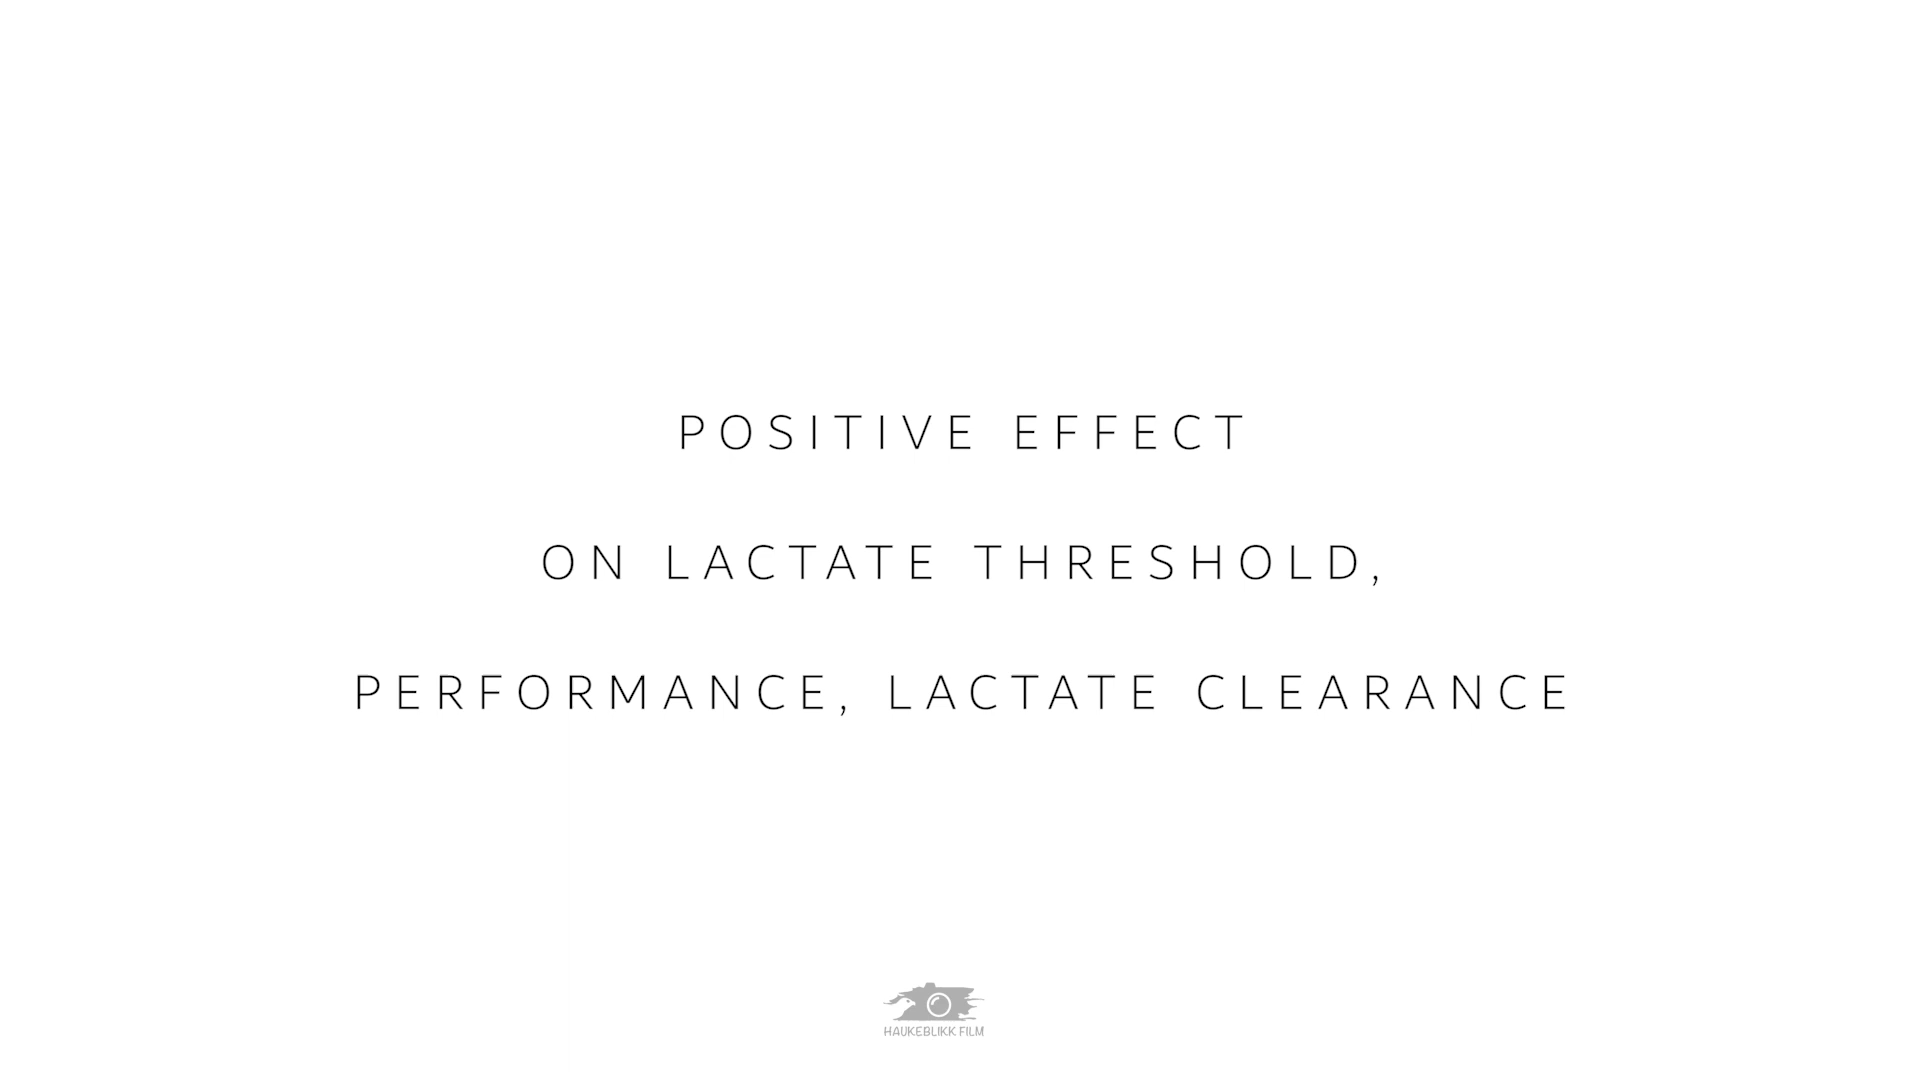 POSITIVE EFFECT
ON LACTATE THRESHOLD,
PERFORMANCE, LACTATE CLEARANCE
HAUKEBLIKK FILM